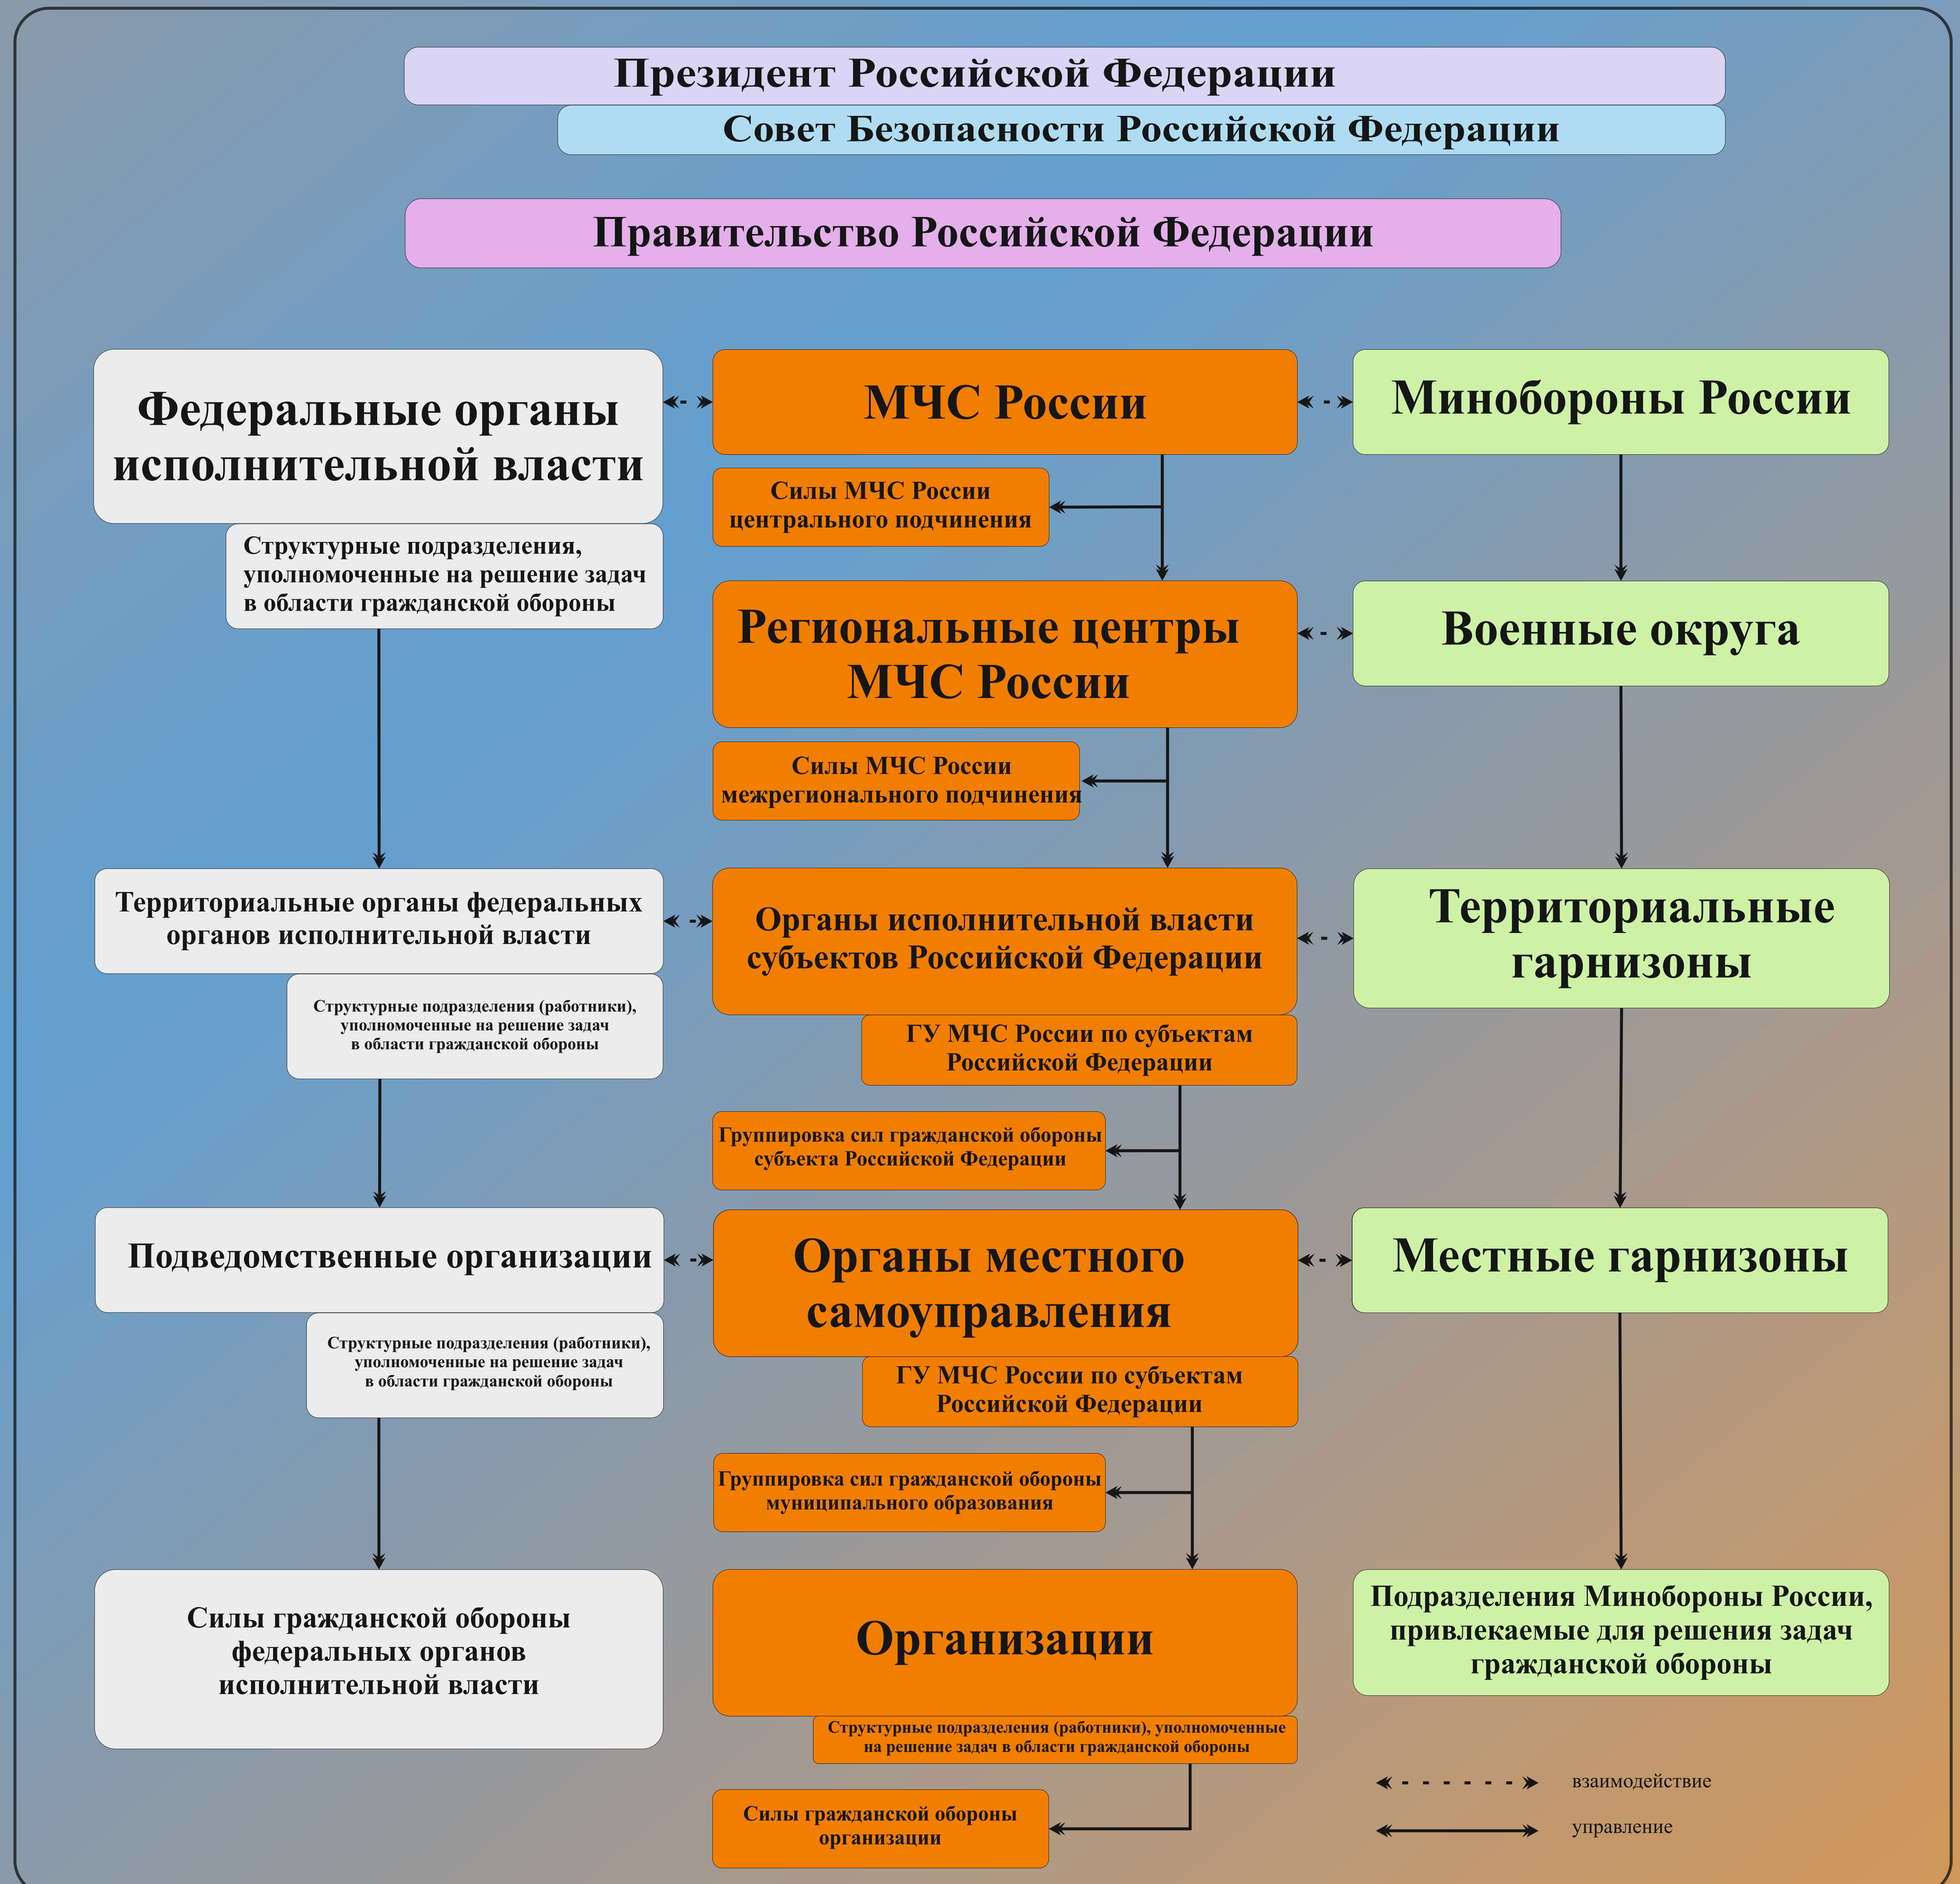 Президент Российской Федерации
Совет Безопасности Российской Федерации
Правительство Российской Федерации
Федеральные органы
исполнительной власти
МЧС России
Минобороны России
Силы МЧС России
центрального подчинения
Структурные подразделения,
уполномоченные на решение задач
в области гражданской обороны
Региональные центры
МЧС России
Военные округа
Силы МЧС России
межрегионального подчинения
Территориальные органы федеральных
органов исполнительной власти
Органы исполнительной власти
субъектов Российской Федерации
Территориальные
гарнизоны
Структурные подразделения (работники),
уполномоченные на решение задач
в области гражданской обороны
ГУ МЧС России по субъектам
Российской Федерации
Группировка сил гражданской обороны
субъекта Российской Федерации
Подведомственные организации
Органы местного
самоуправления
Местные гарнизоны
Структурные подразделения (работники),
уполномоченные на решение задач
в области гражданской обороны
ГУ МЧС России по субъектам
Российской Федерации
Группировка сил гражданской обороны
муниципального образования
Силы гражданской обороны
федеральных органов
исполнительной власти
Организации
Подразделения Минобороны России,
привлекаемые для решения задач
гражданской обороны
Структурные подразделения (работники), уполномоченные
на решение задач в области гражданской обороны
Силы гражданской обороны
организации
взаимодействие
управление